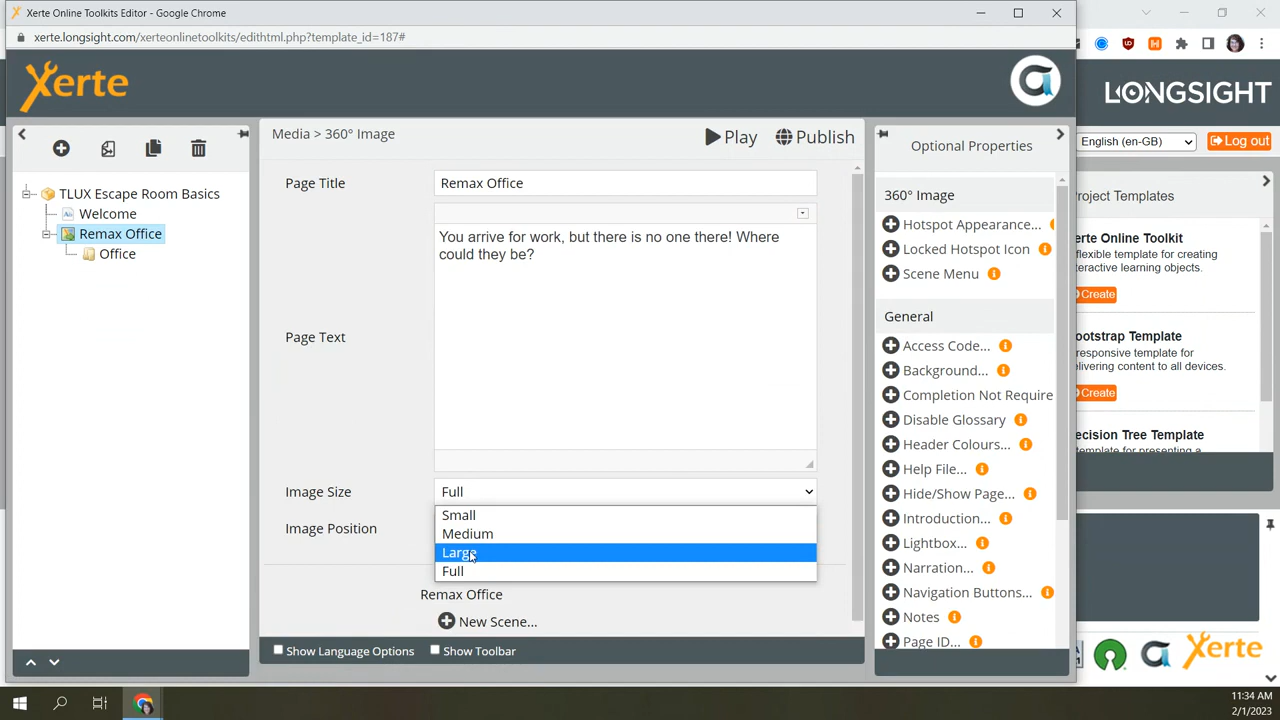 Xerte Online Toolkits Editor - Google Chrome
xerte.longsight.com/xerteonlinetoolkits/edithtml.php?template_id=187#
Xerte
LONGSIGHT
English (en-GB)
Log out
Media > 360° Image
Play
Publish
Optional Properties
TLUX Escape Room Basics
Welcome
Remax Office
Office
Page Title
Remax Office
You arrive for work, but there is no one there! Where
could they be?
Page Text
Image Size
Full
Small
Medium
Large
Full
Image Position
Remax Office
New Scene...
Show Language Options
Show Toolbar
360° Image
Hotspot Appearance...
Locked Hotspot Icon
Scene Menu
General
Access Code...
Background...
Completion Not Require
Disable Glossary
Header Colours...
Help File...
Hide/Show Page...
Introduction...
Lightbox...
Narration...
Navigation Buttons...
Notes
Page ID...
roject Templates
erte Online Toolkit
flexible template for creating
nteractive learning objects.
Create
ootstrap Template
responsive template for
elivering content to all devices.
Create
ecision Tree Template
Xerte
11:34 AM
2/1/2023